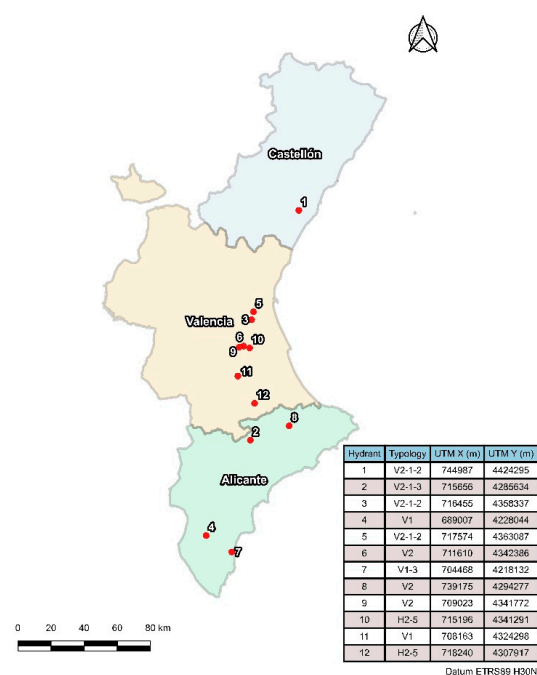 Castellón
1
5
3
Valencia
6
10
9
11
12
8
2
Alicante
4
7
Hydrant Typology UTM X (m) UTM Y (m)
1 V2-1-2 744987 4424295
2 V2-1-3 715656 4285634
3 V2-1-2 716455 4358337
4 V1 689007 4228044
5 V2-1-2 717574 4363087
6 V2 711610 4342386
7 V1-3 704468 4218132
8 V2 739175 4294277
9 V2 709023 4341772
10 H2-5 715196 4341291
11 V1 708163 4324298
12 H2-5 718240 4307917
0 20 40 60 80 km
Datum ETRS89 H30N